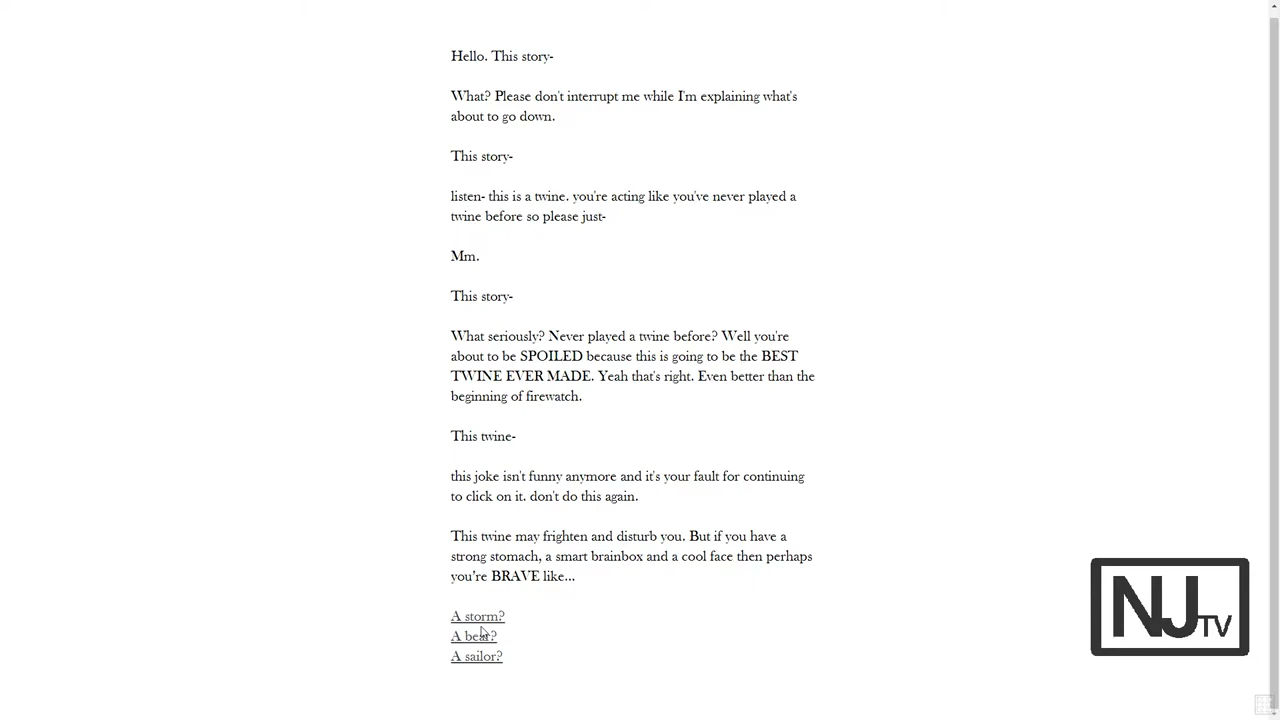 Hello. This story-
What? Please don't interrupt me while I'm explaining what's
about to go down.
This story-
listen- this is a twine. you're acting like you've never played a
twine before so please just-
Mm.
This story-
What seriously? Never played a twine before? Well you're
about to be SPOILED because this is going to be the BEST
TWINE EVER MADE. Yeah that's right. Even better than the
beginning of firewatch.
This twine-
this joke isn't funny anymore and it's your fault for continuing
to click on it. don't do this again.
This twine may frighten and disturb you. But if you have a
strong stomach, a smart brainbox and a cool face then perhaps
you're BRAVE like...
A storm?
A bear?
A sailor?
NJTV